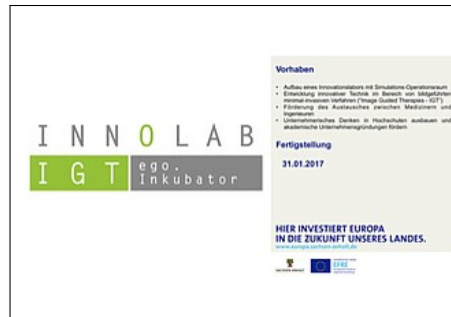 INNOLAB
IGT
ego.
Inkubator
Vorhaben
• Aufbau eines Innovationslabors mit Simulations-Operationsraum
• Entwicklung innovativer Technik im Bereich von bildgeführten
minimal-invasiven Verfahren ("Image Guided Therapies - IGT")
• Förderung des Austausches zwischen Medizinern und
Ingenieuren
• Unternehmerisches Denken in Hochschulen ausbauen und
akademische Unternehmensgründungen fördern
Fertigstellung
31.01.2017
HIER INVESTIERT EUROPA
IN DIE ZUKUNFT UNSERES LANDES.
www.europa.sachsen-anhalt.de
SACHSEN-ANHALT
EFRE